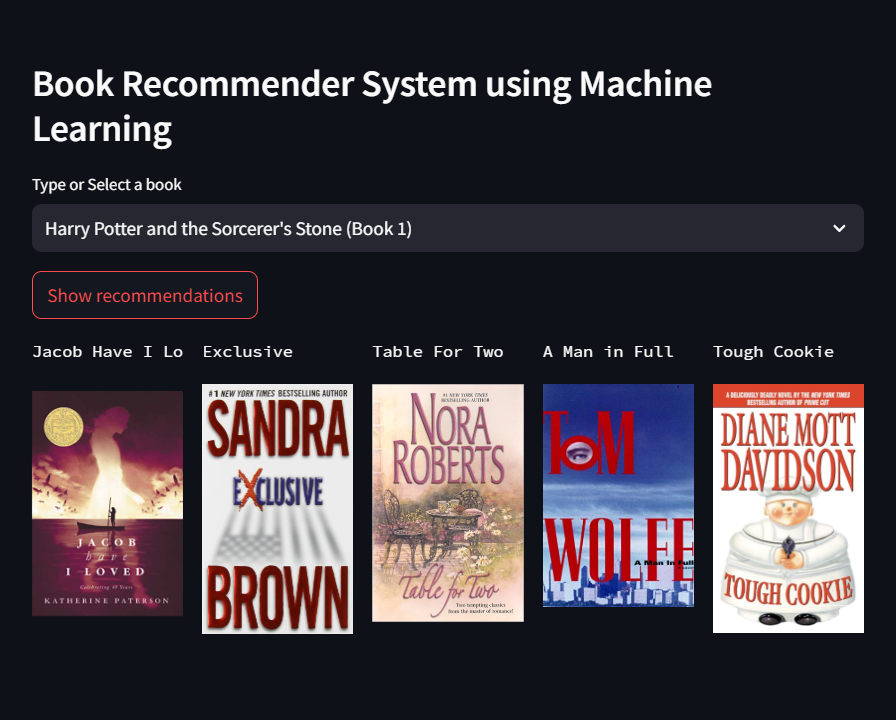 Book Recommender System using Machine
Learning
Type or Select a book
Harry Potter and the Sorcerer's Stone (Book 1)
Show recommendations
Jacob Have I Lo
Exclusive
Table For Two
A Man in Full
Tough Cookie
JACOB
have
I LOVED
Celebrating 40 Years
KATHERINE PATERSON
#1 NEW YORK TIMES BESTSELLING AUTHOR
SANDRA
EXCLUSIVE
BROWN
#1 NEW YORK TIMES
BESTSELLING AUTHOR
NORA
ROBERTS
Table for Two
Two tempting classics
from the master of romance!
TOM
WOLFE
A Man in Full
A DELICIOUSLY DEADLY NOVEL BY THE NEW YORK TIMES
BESTSELLING AUTHOR OF PRIME CUT
DIANE MOTT
DAVIDSON
TOUGH COOKIE